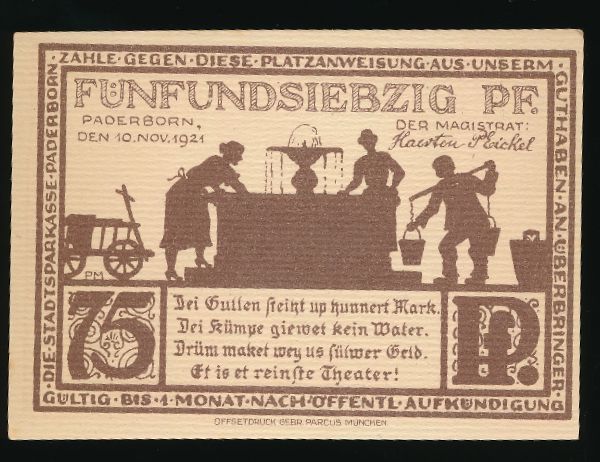 ·ZAHLE·GEGEN·DIESE·PLATZANWEISUNG·AUS·UNSERM·
GUTHABEN·AN·ÜBERBRINGER·
·DIE·STADTSPARKASSE·PADERBORN·
FÜNFUNDSIEBZIG PF.
PADERBORN,
DEN 10.NOV.1921
DER MAGISTRAT:
PM
75
Dei Gullen steiht up hunnert Mark.
Dei Kümpe giewet kein Water.
Drüm maket wey us sülwer Geld.
Et is et reinste Theater!
P.
GÜLTIG·BIS·1·MONAT·NACH·ÖFFENTL·AUFKÜNDIGUNG
OFFSETDRUCK GEBR PARCUS MÜNCHEN